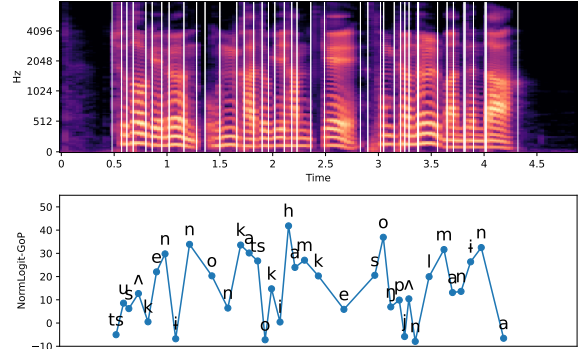 4096
2048
1024
512
0
Hz
0 0.5 1 1.5 2 2.5 3 3.5 4 4.5
Time
50
40
30
20
10
0
−10
NormLogit-GoP
ts u s ʌ k e n ɨ n o n k a ts o k i h a m k e s o ŋ p j ʌ n l m a n ɨ n a